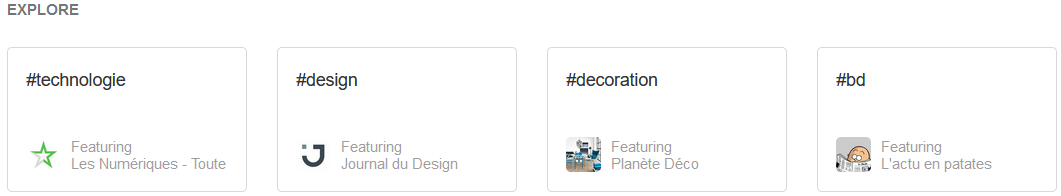 EXPLORE
#technologie
Featuring
Les Numériques - Toute
#design
Featuring
Journal du Design
#decoration
Featuring
Planète Déco
#bd
Featuring
L'actu en patates